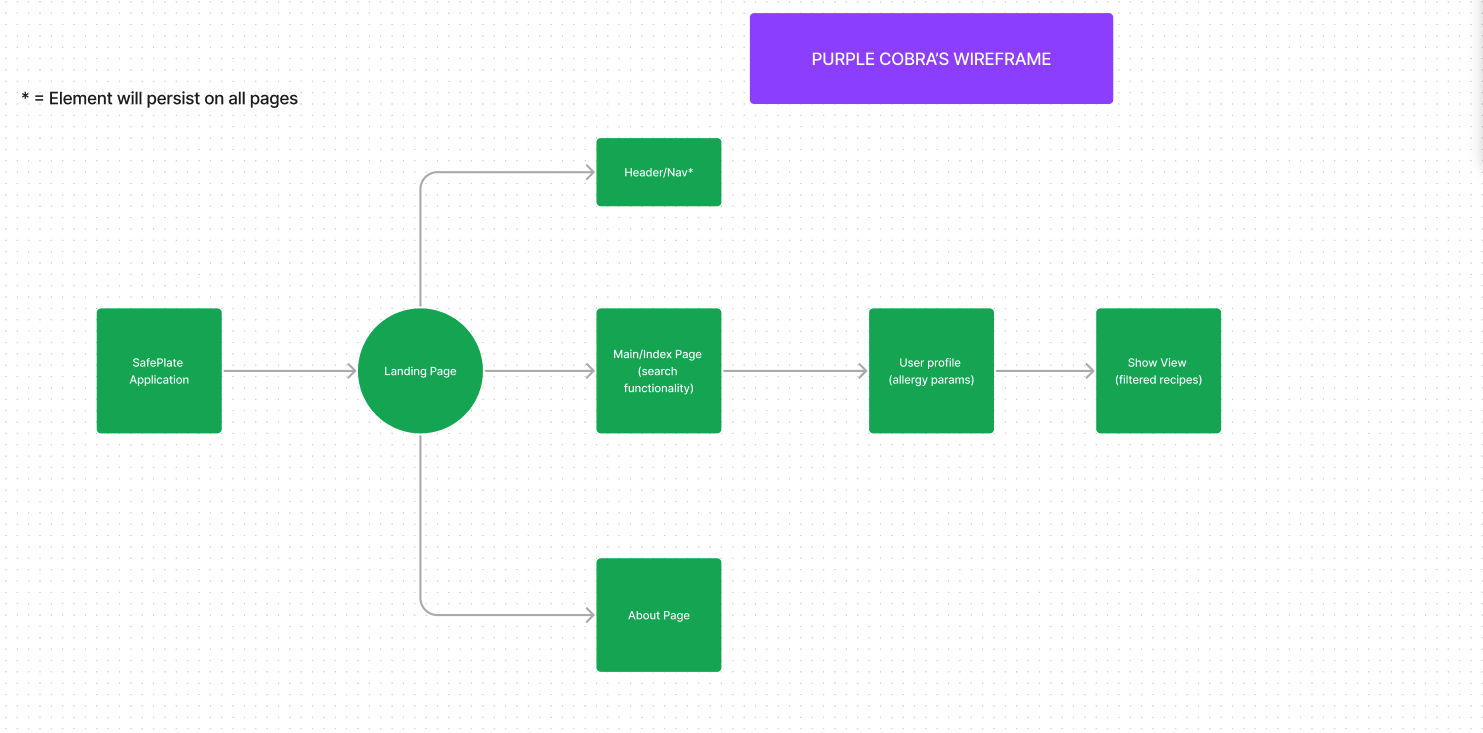 PURPLE COBRA'S WIREFRAME
* = Element will persist on all pages
Header/Nav*
SafePlate
Application
Landing Page
Main/Index Page
(search
functionality)
User profile
(allergy params)
Show View
(filtered recipes)
About Page